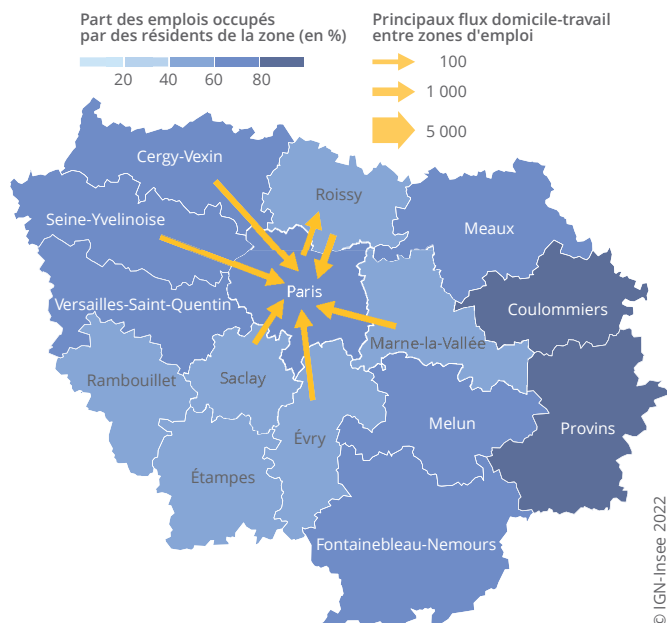 Part des emplois occupés
par des résidents de la zone (en %)
20 40 60 80
Principaux flux domicile-travail
entre zones d'emploi
100
1 000
5 000
Cergy-Vexin
Roissy
Seine-Yvelinoise
Meaux
Paris
Versailles-Saint-Quentin
Coulommiers
Marne-la-Vallée
Rambouillet
Saclay
Évry
Melun
Provins
Étampes
Fontainebleau-Nemours
© IGN-Insee 2022